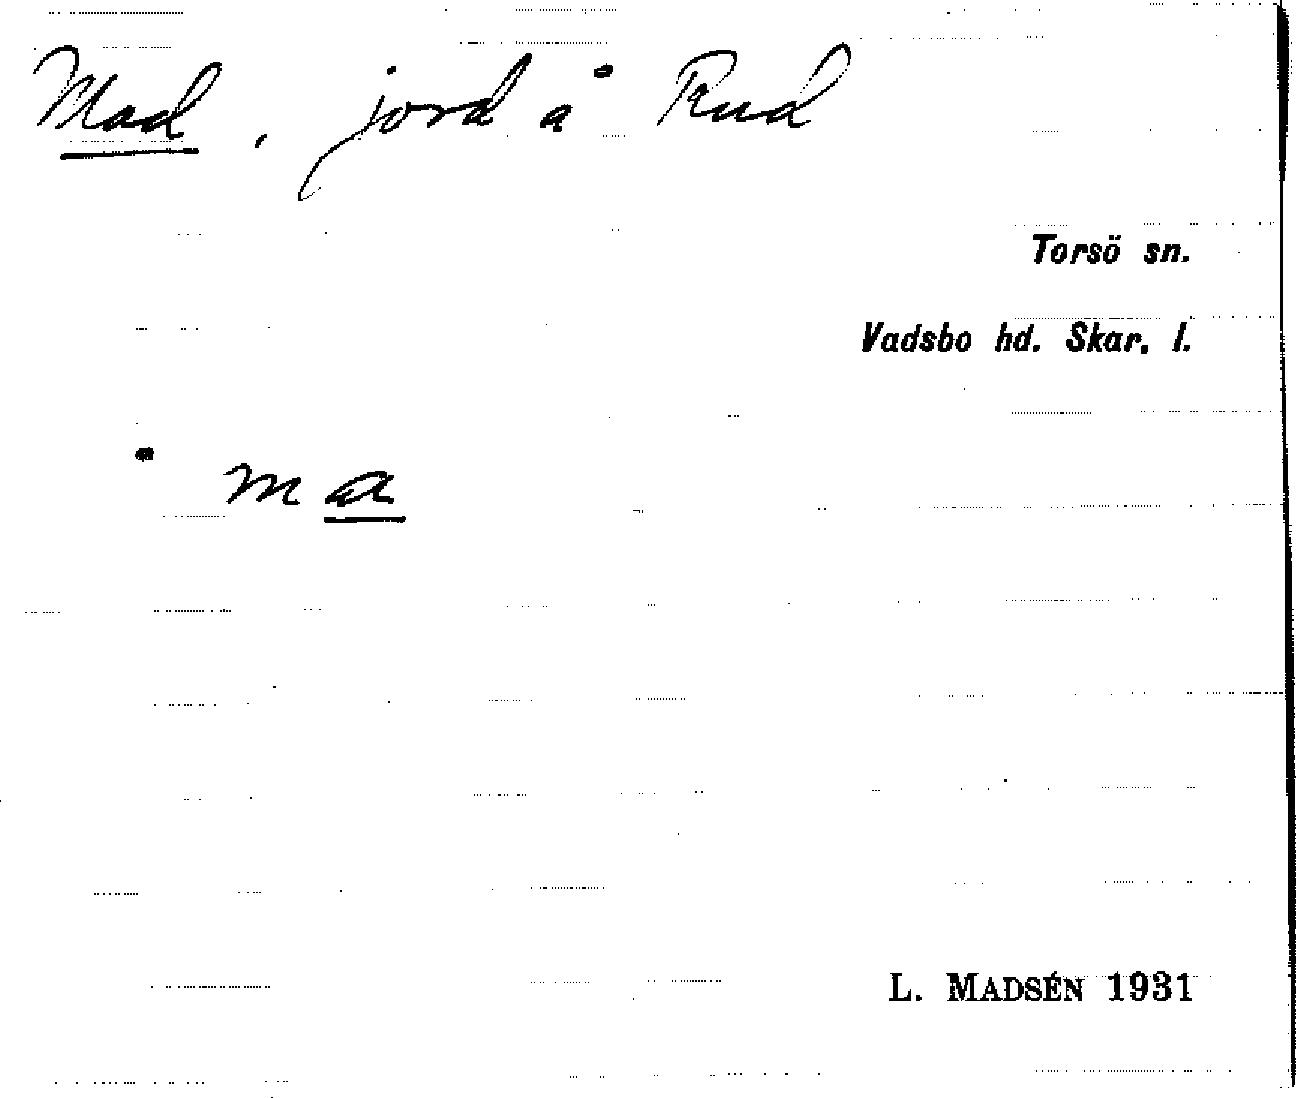 Mad, jord å Rud
Torsö sn.
Vadsbo hd. Skar. l.
• ma
L. MADSÉN 1931